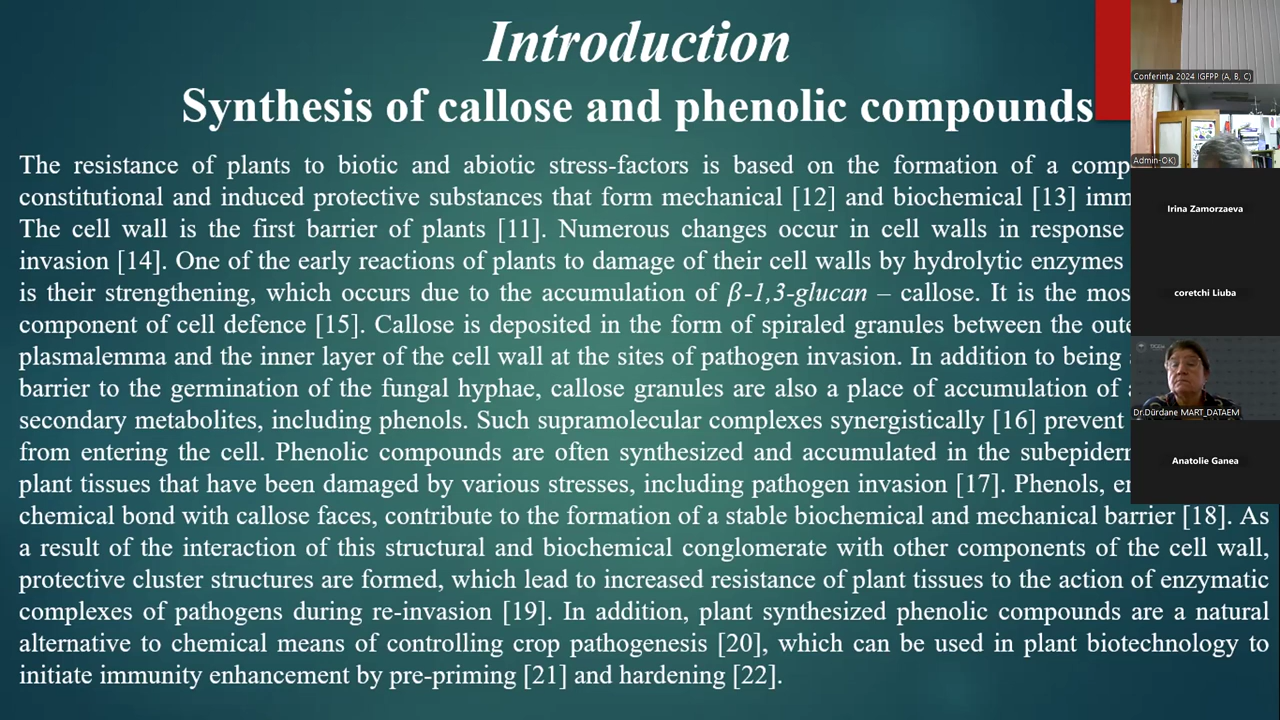 Introduction
Synthesis of callose and phenolic compounds
The resistance of plants to biotic and abiotic stress-factors is based on the formation of a
constitutional and induced protective substances that form mechanical [12] and biochemical [13]
The cell wall is the first barrier of plants [11]. Numerous changes occur in cell walls in response
invasion [14]. One of the early reactions of plants to damage of their cell walls by hydrolytic enzymes
is their strengthening, which occurs due to the accumulation of β-1,3-glucan – callose. It is the
component of cell defence [15]. Callose is deposited in the form of spiraled granules between the
plasmalemma and the inner layer of the cell wall at the sites of pathogen invasion. In addition to being
barrier to the germination of the fungal hyphae, callose granules are also a place of accumulation of
secondary metabolites, including phenols. Such supramolecular complexes synergistically [16] prevent
from entering the cell. Phenolic compounds are often synthesized and accumulated in the
plant tissues that have been damaged by various stresses, including pathogen invasion [17]. Phenols,
chemical bond with callose faces, contribute to the formation of a stable biochemical and mechanical barrier [18]. As
a result of the interaction of this structural and biochemical conglomerate with other components of the cell wall,
protective cluster structures are formed, which lead to increased resistance of plant tissues to the action of enzymatic
complexes of pathogens during re-invasion [19]. In addition, plant synthesized phenolic compounds are a natural
alternative to chemical means of controlling crop pathogenesis [20], which can be used in plant biotechnology to
initiate immunity enhancement by pre-priming [21] and hardening [22].
Conferința 2024 IGFPP (A, B, C)
Admin-OK)
Irina Zamorzaeva
coretchi Liuba
Dr.Dürdane MART_DATAEM
Anatolie Ganea